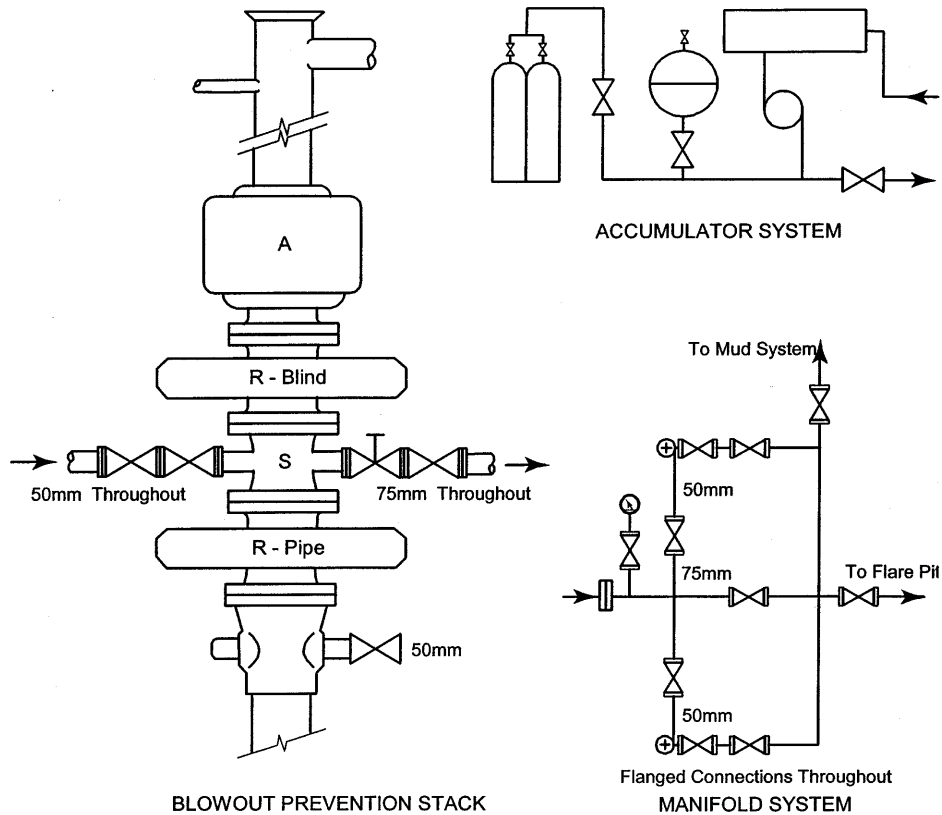 A
R - Blind
S
50mm Throughout
75mm Throughout
R - Pipe
50mm
BLOWOUT PREVENTION STACK
ACCUMULATOR SYSTEM
To Mud System
50mm
75mm
To Flare Pit
50mm
Flanged Connections Throughout
MANIFOLD SYSTEM